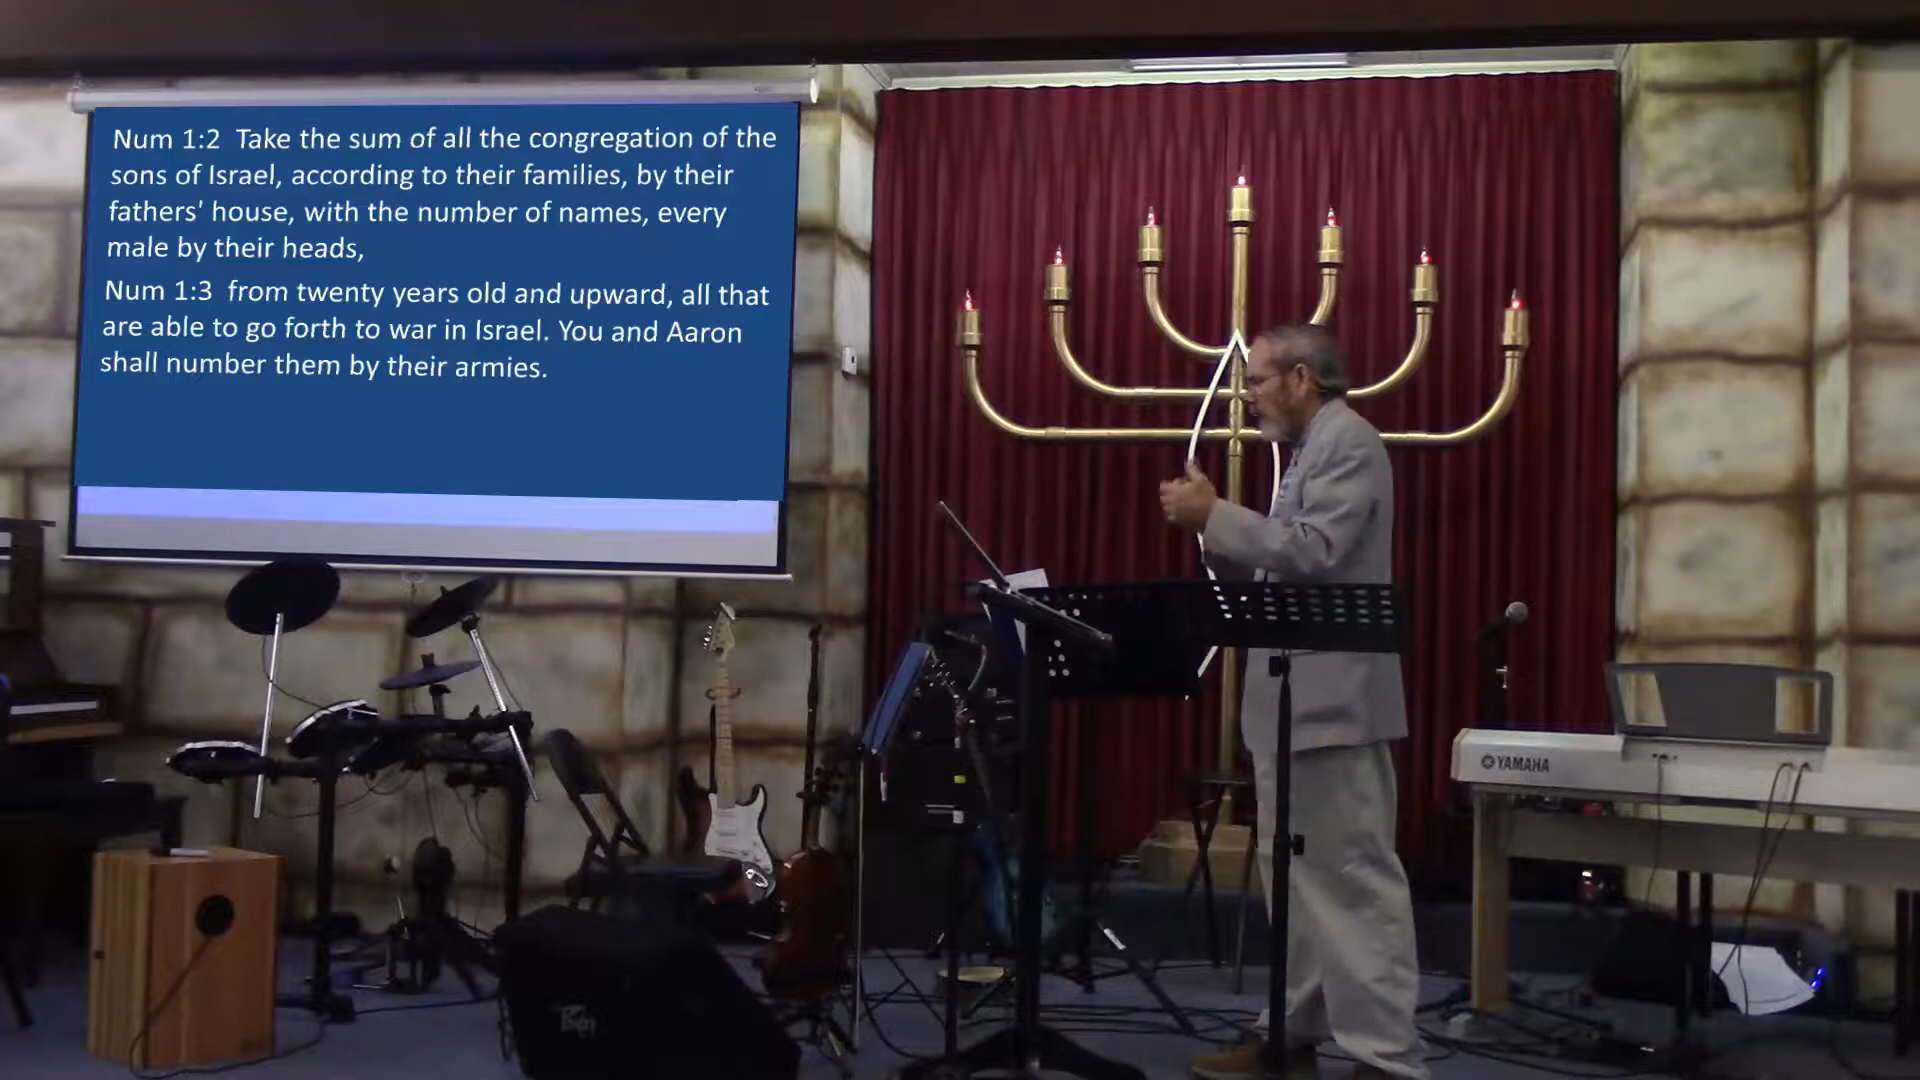 Num 1:2  Take the sum of all the congregation of the
sons of Israel, according to their families, by their
fathers' house, with the number of names, every
male by their heads,
Num 1:3  from twenty years old and upward, all that
are able to go forth to war in Israel. You and Aaron
shall number them by their armies.
YAMAHA
Peavey